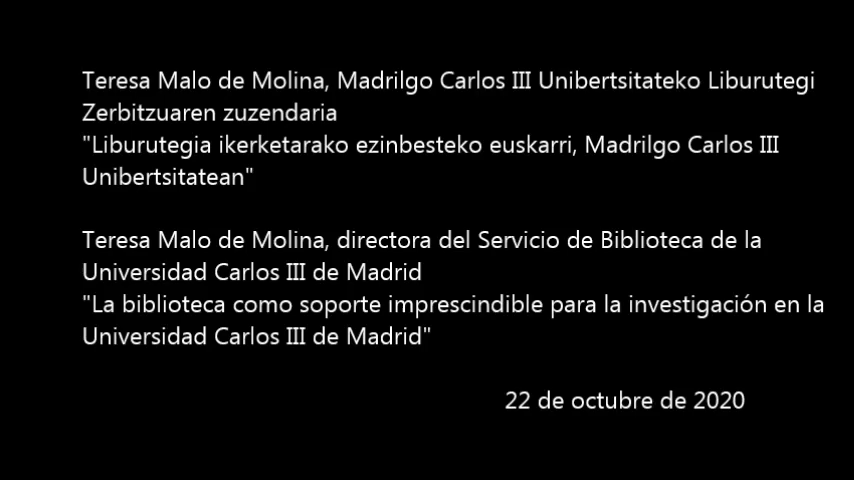 Teresa Malo de Molina, Madrilgo Carlos III Unibertsitateko Liburutegi
Zerbitzuaren zuzendaria
"Liburutegia ikerketarako ezinbesteko euskarri, Madrilgo Carlos III
Unibertsitatean"
Teresa Malo de Molina, directora del Servicio de Biblioteca de la
Universidad Carlos III de Madrid
"La biblioteca como soporte imprescindible para la investigación en la
Universidad Carlos III de Madrid"
22 de octubre de 2020